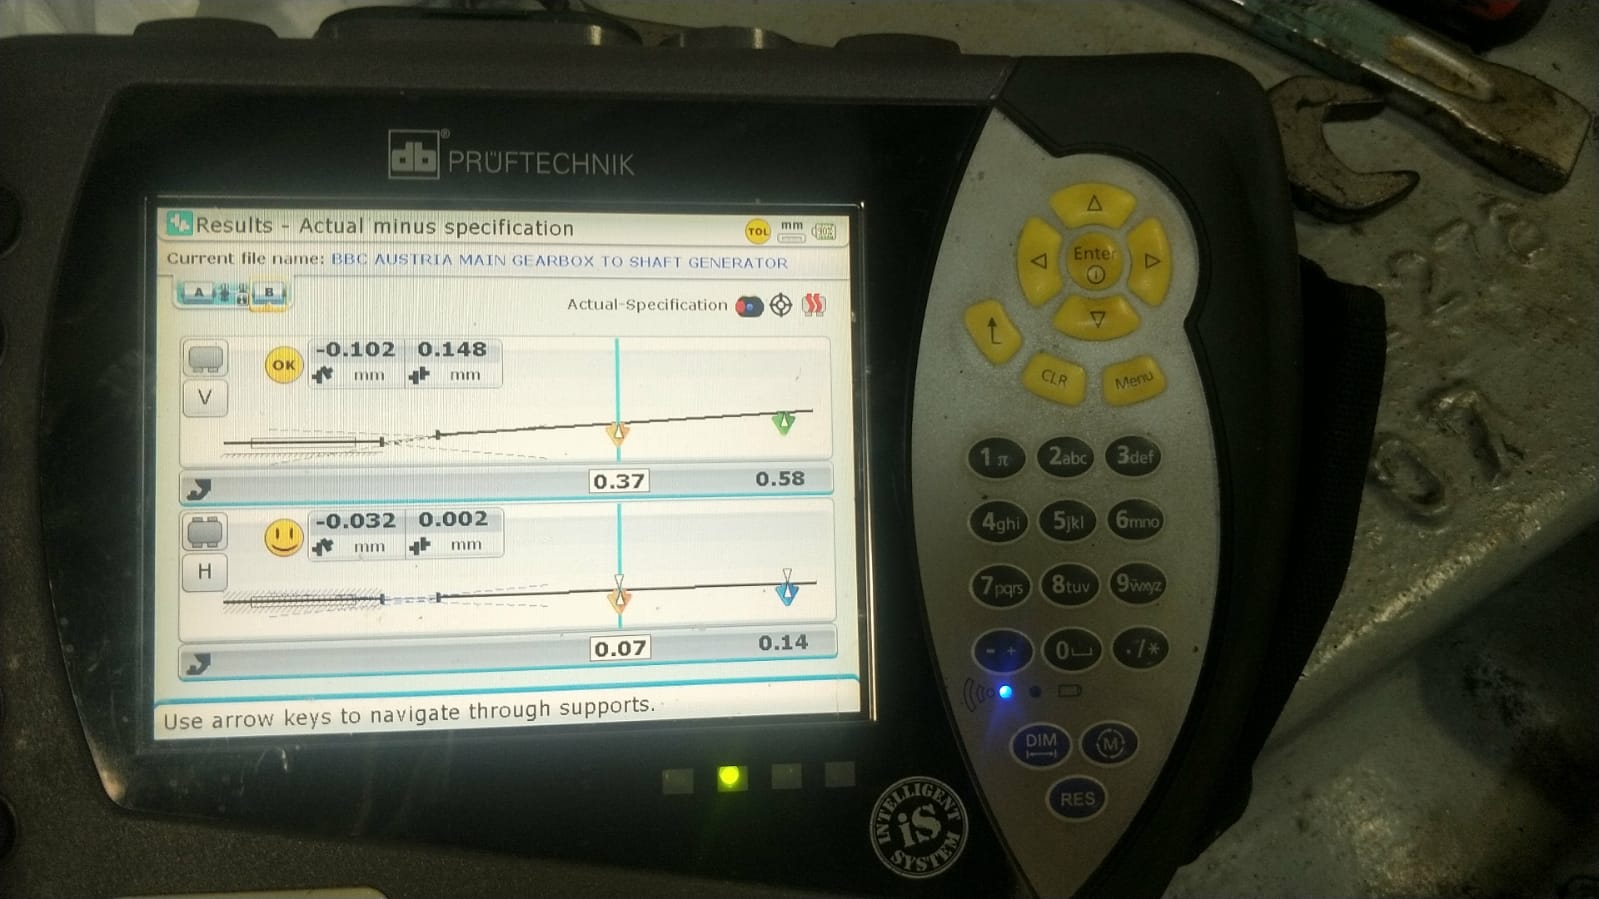 db® PRÜFTECHNIK
Results - Actual minus specification TOL mm
Current file name: BBC AUSTRIA MAIN GEARBOX TO SHAFT GENERATOR
A B
Actual-Specification
OK -0.102 0.148
mm mm
V
0.37 0.58
-0.032 0.002
mm mm
H
0.07 0.14
Use arrow keys to navigate through supports.
Enter
CLR Menu
1π 2abc 3def
4ghi 5jkl 6mno
7pqrs 8tuv 9wxyz
- + 0 ./*
DIM M
RES
INTELLIGENT
iS
SYSTEM